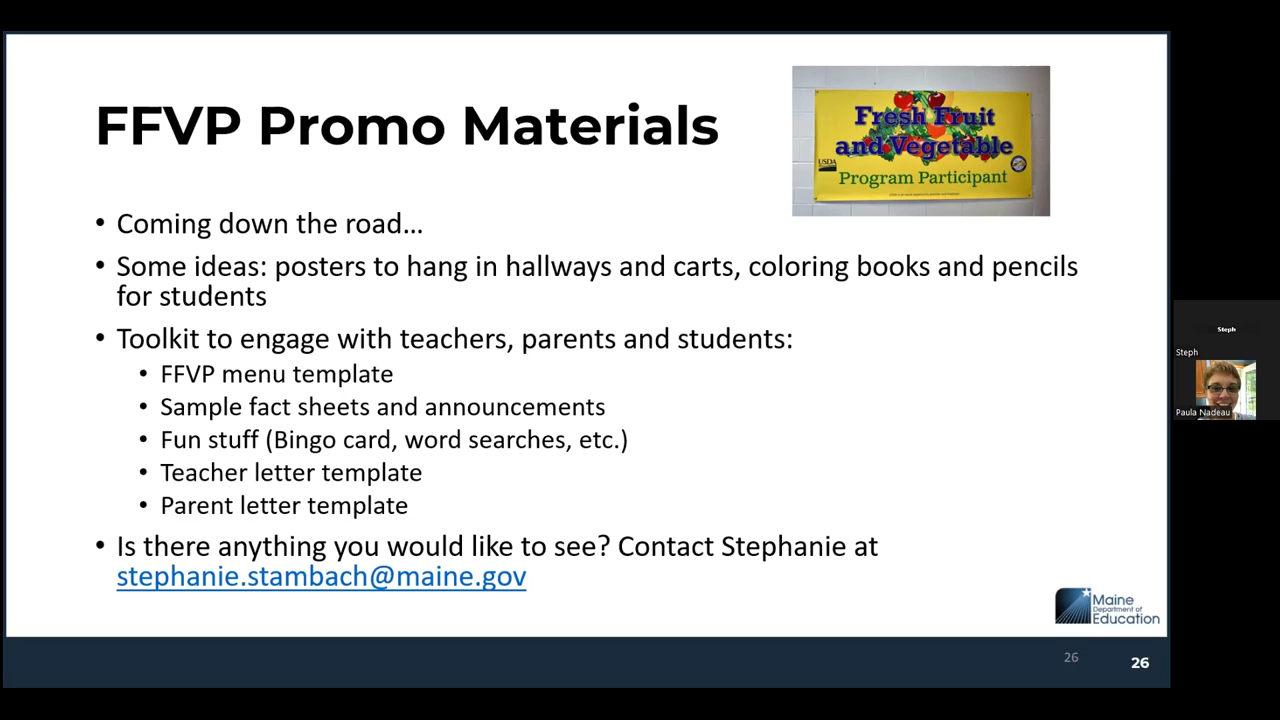 FFVP Promo Materials
Fresh Fruit
and Vegetable
USDA
Program Participant
• Coming down the road…
• Some ideas: posters to hang in hallways and carts, coloring books and pencils
for students
• Toolkit to engage with teachers, parents and students:
• FFVP menu template
• Sample fact sheets and announcements
• Fun stuff (Bingo card, word searches, etc.)
• Teacher letter template
• Parent letter template
• Is there anything you would like to see? Contact Stephanie at
stephanie.stambach@maine.gov
Maine
Department of
Education
26
26
Steph
Steph
Paula Nadeau